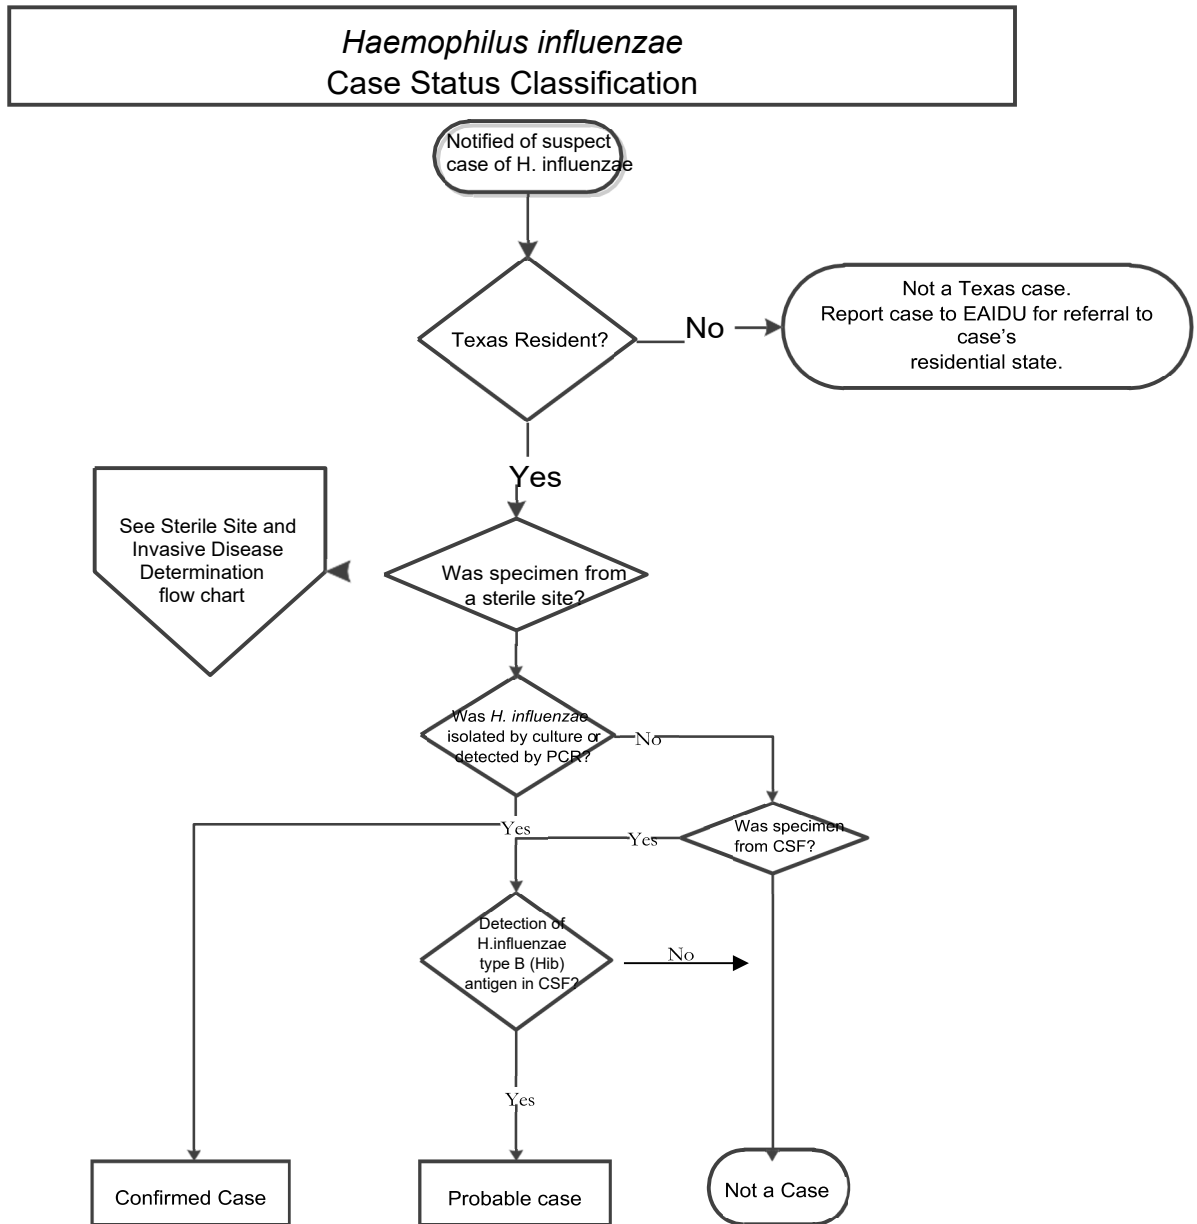 Haemophilus influenzae
Case Status Classification
Notified of suspect
case of H. influenzae
Texas Resident?
No
Not a Texas case.
Report case to EAIDU for referral to
case’s
residential state.
Yes
See Sterile Site and
Invasive Disease
Determination
flow chart
Was specimen from
a sterile site?
Was H. influenzae
isolated by culture or
detected by PCR?
No
Yes
Yes
Was specimen
from CSF?
Detection of
H.influenzae
type B (Hib)
antigen in CSF?
No
Yes
Confirmed Case
Probable case
Not a Case